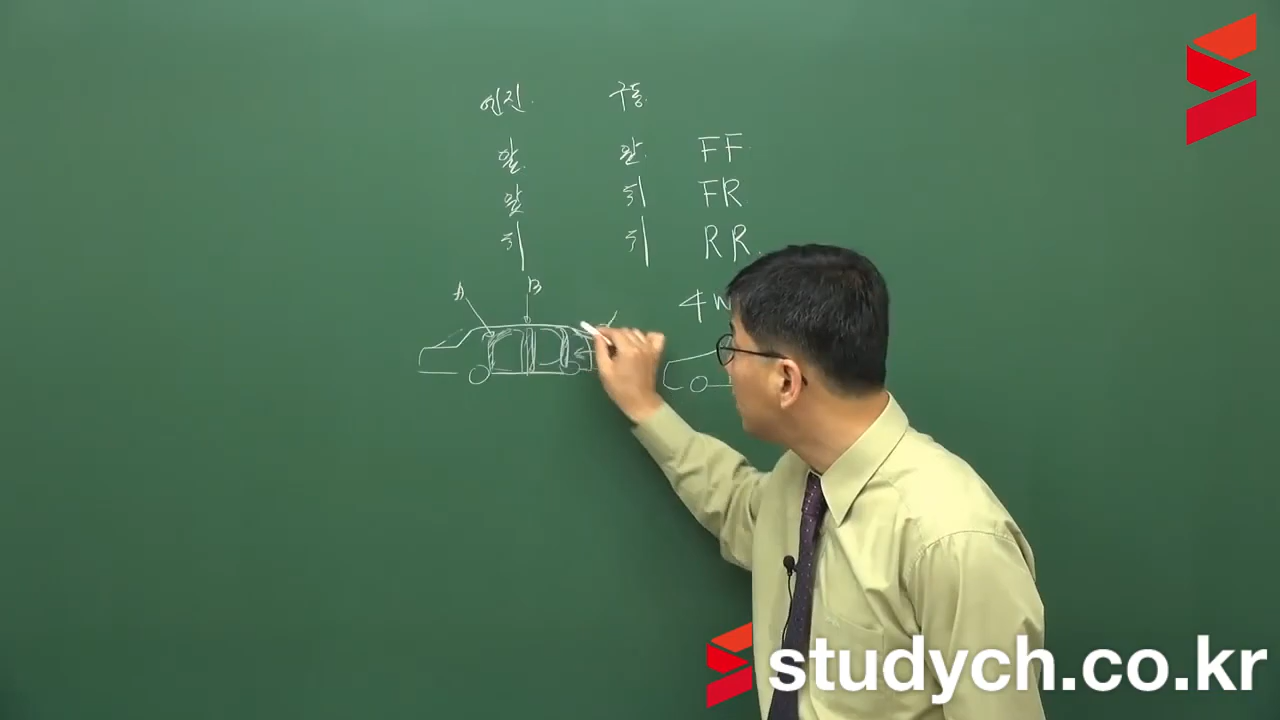 엔진. 구동.
앞. 앞. FF.
앞 뒤 FR
뒤 뒤 RR.
A B
4W
studych.co.kr